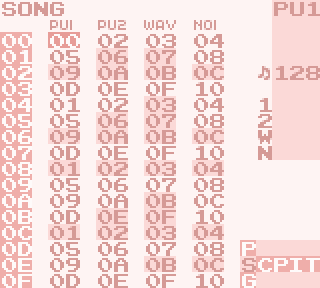 SONG PU1
PU1 PU2 WAV NOI
00 00 02 03 04
01 05 06 07 08
02 09 0A 0B 0C ♫128
03 0D 0E 0F 10
04 01 02 03 04 1
05 05 06 07 08 2
06 09 0A 0B 0C W
07 0D 0E 0F 10 N
08 01 02 03 04
09 05 06 07 08
0A 09 0A 0B 0C
0B 0D 0E 0F 10
0C 01 02 03 04
0D 05 06 07 08 P
0E 09 0A 0B 0C SCPIT
0F 0D 0E 0F 10 G